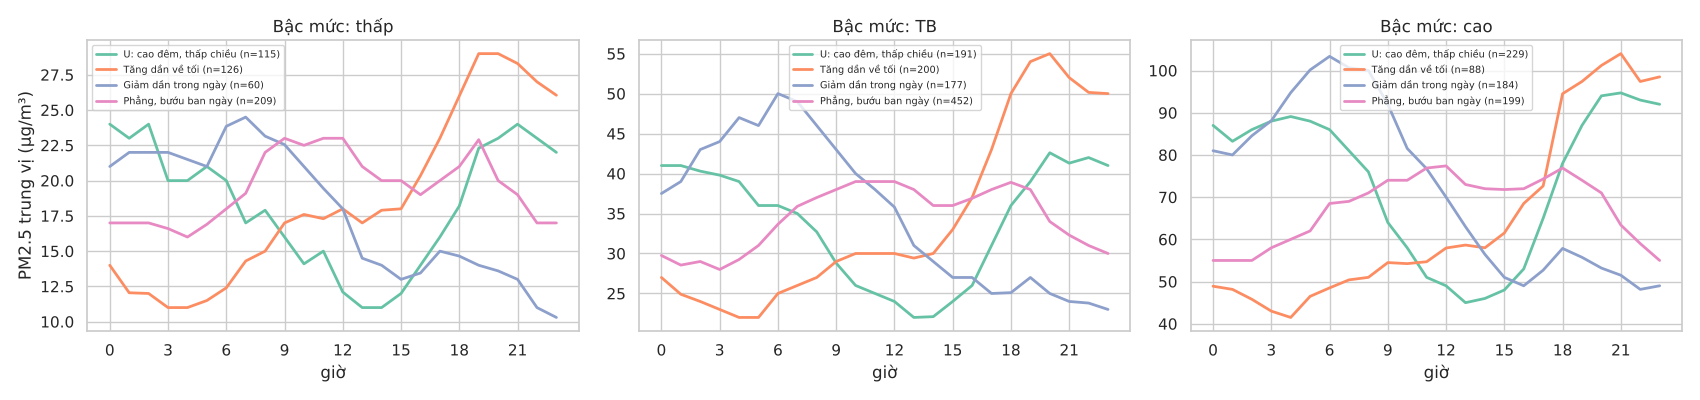 Bậc mức: thấp
U: cao đêm, thấp chiều (n=115)
Tăng dần về tối (n=126)
Giảm dần trong ngày (n=60)
Phẳng, bướu ban ngày (n=209)
PM2.5 trung vị (µg/m³)
27.5
25.0
22.5
20.0
17.5
15.0
12.5
10.0
0 3 6 9 12 15 18 21
giờ
Bậc mức: TB
U: cao đêm, thấp chiều (n=191)
Tăng dần về tối (n=200)
Giảm dần trong ngày (n=177)
Phẳng, bướu ban ngày (n=452)
55
50
45
40
35
30
25
0 3 6 9 12 15 18 21
giờ
Bậc mức: cao
U: cao đêm, thấp chiều (n=229)
Tăng dần về tối (n=88)
Giảm dần trong ngày (n=184)
Phẳng, bướu ban ngày (n=199)
100
90
80
70
60
50
40
0 3 6 9 12 15 18 21
giờ